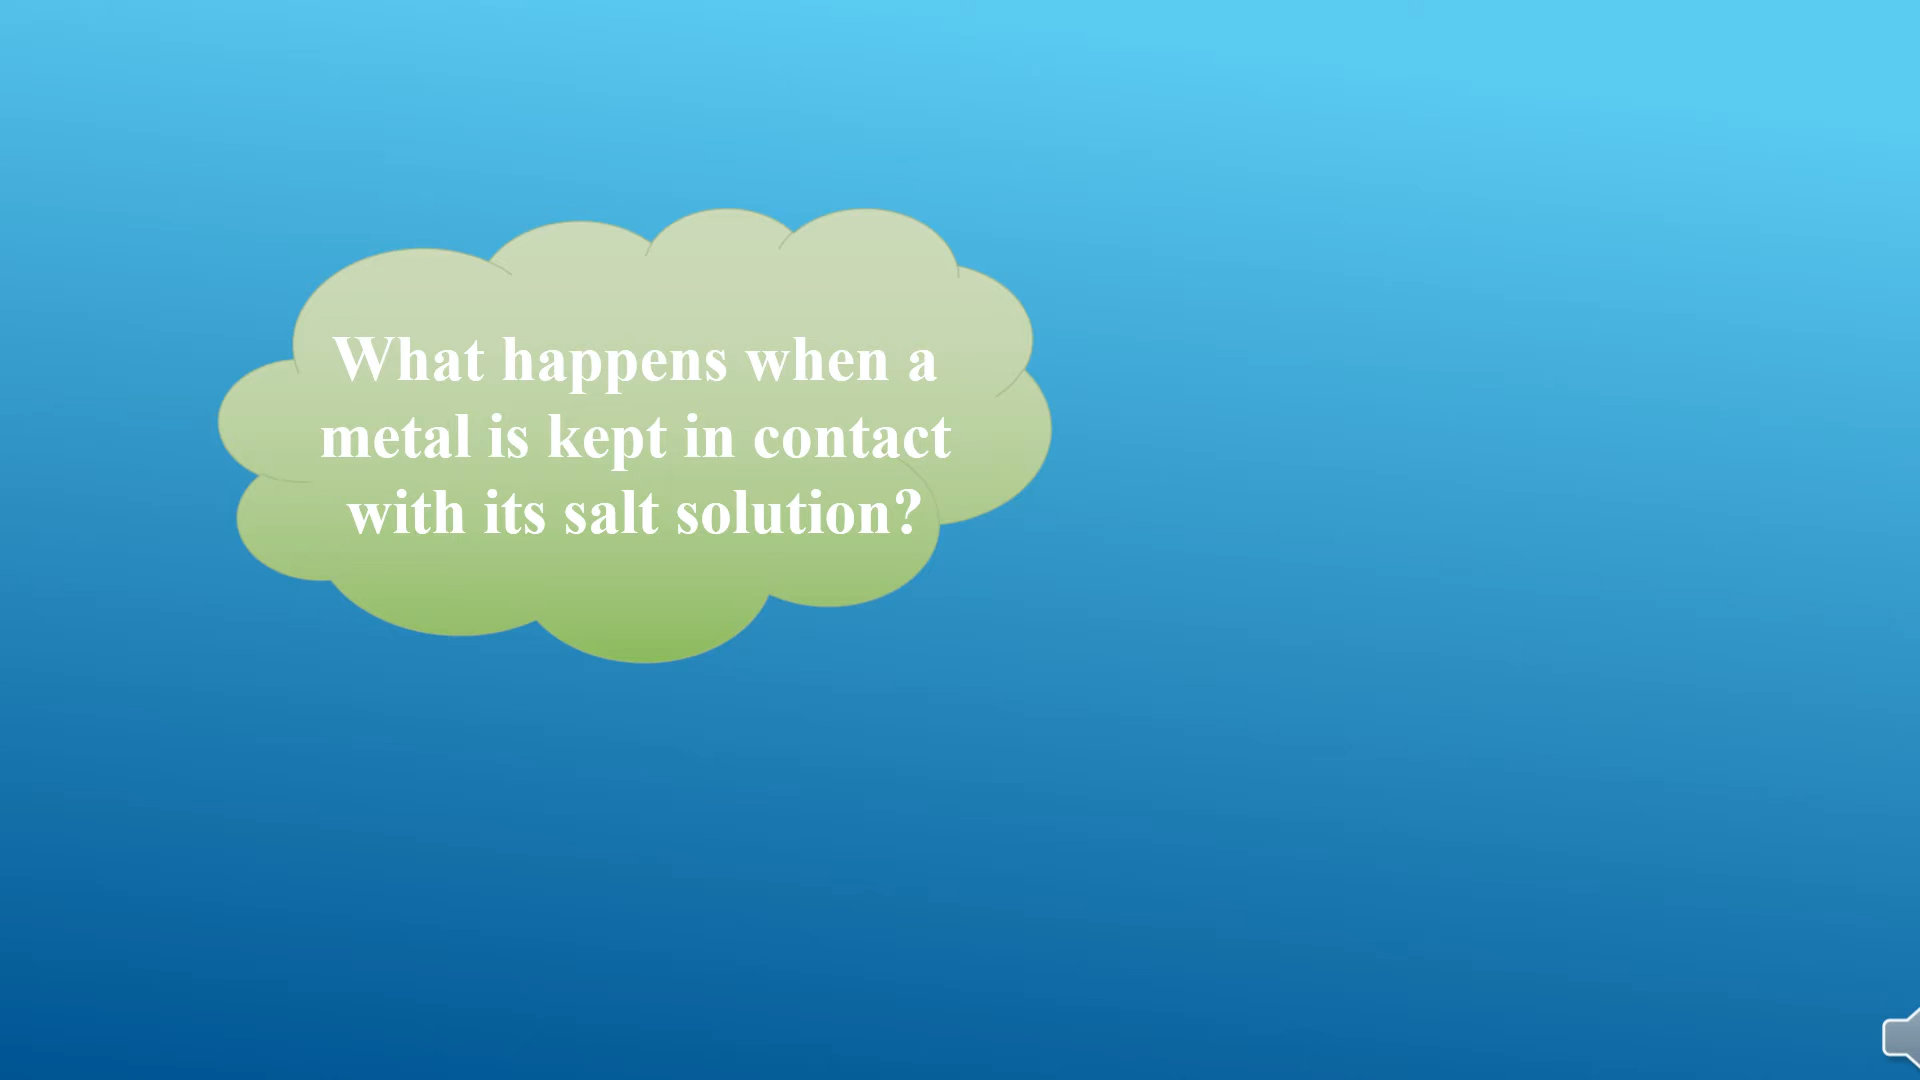 What happens when a
metal is kept in contact
with its salt solution?